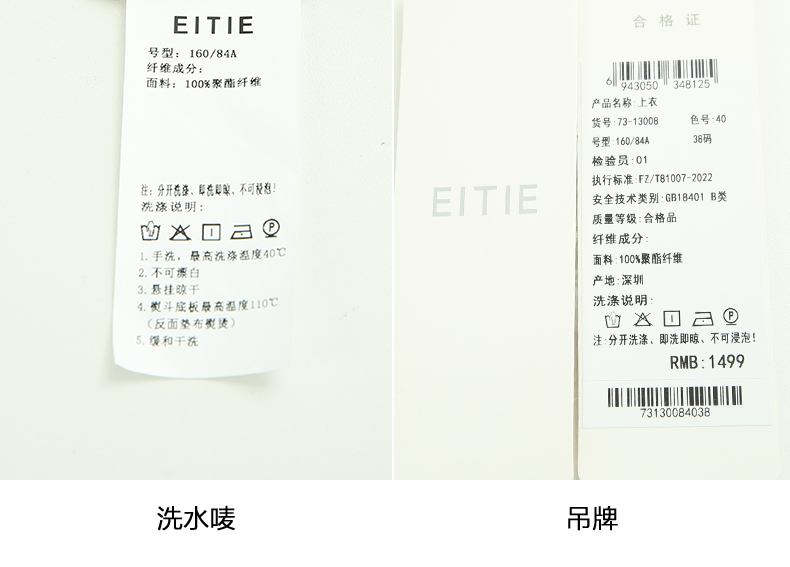 EITIE
号型：160/84A
纤维成分：
面料：100%聚酯纤维
注：分开洗涤、即洗即晾、不可浸泡！
洗涤说明：
P
1.手洗，最高洗涤温度40℃
2.不可漂白
3.悬挂晾干
4.熨斗底板最高温度110℃
（反面垫布熨烫）
5.缓和干洗
EITIE
合格证
6 943050 348125
产品名称:上衣
货号:73-13008 色号:40
号型:160/84A 38码
检验员:01
执行标准:FZ/T81007-2022
安全技术类别:GB18401 B类
质量等级:合格品
纤维成分:
面料:100%聚酯纤维
产地:深圳
洗涤说明:
P
注:分开洗涤、即洗即晾、不可浸泡！
RMB:1499
73130084038
洗水唛
吊牌